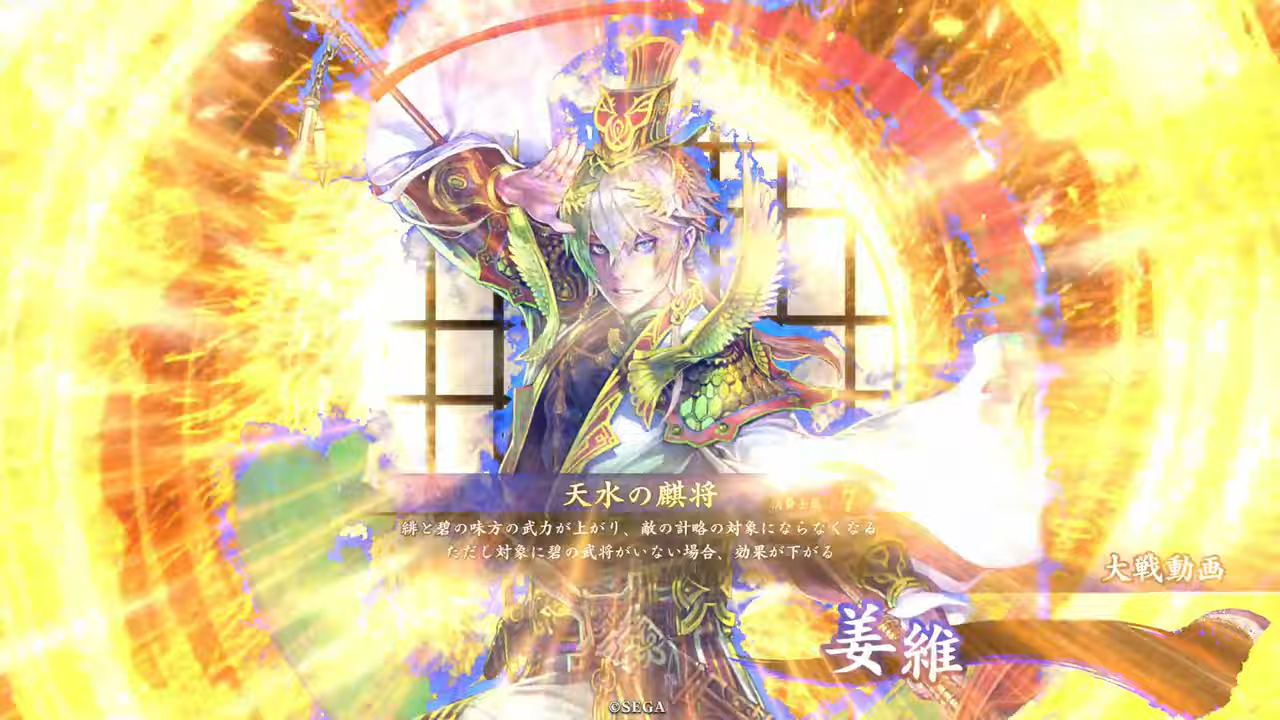 天水の麒将
7
緋と碧の味方の武力が上がり、敵の計略の対象にならなくなる
ただし対象に碧の武将がいない場合、効果が下がる
大戦動画
姜維
©SEGA